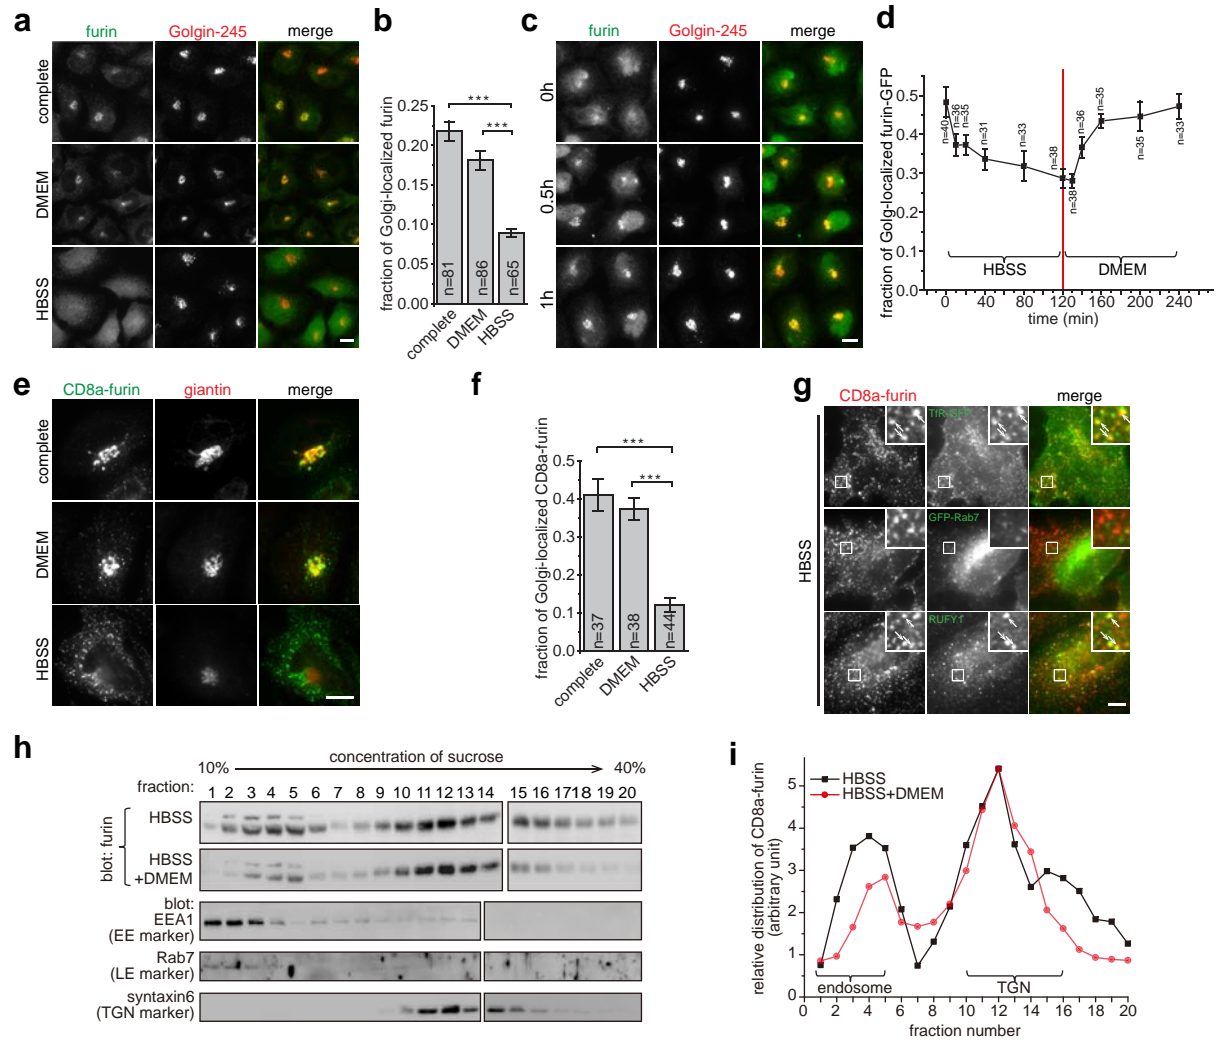 a
furin
Golgin-245
merge
complete
DMEM
HBSS
b
fraction of Golgi-localized furin
0.25
0.20
0.15
0.10
0.05
0.00
***
***
n=81
n=86
n=65
complete
DMEM
HBSS
c
furin
Golgin-245
merge
0h
0.5h
1h
d
fraction of Golg-localized furin-GFP
0.5
0.4
0.3
0.2
0.1
0.0
n=40
n=36
n=35
n=31
n=33
n=38
n=38
n=36
n=35
n=35
n=33
HBSS
DMEM
0 40 80 120 160 200 240
time (min)
e
CD8a-furin
giantin
merge
complete
DMEM
HBSS
f
fraction of Golgi-localized CD8a-furin
0.5
0.4
0.3
0.2
0.1
0.0
***
***
n=37
n=38
n=44
complete
DMEM
HBSS
g
CD8a-furin
merge
HBSS
TfR-GFP
GFP-Rab7
RUFY1
h
concentration of sucrose
10%
40%
fraction:
1 2 3 4 5 6 7 8 9 10 11 12 13 14 15 16 17 18 19 20
blot: furin
HBSS
HBSS
+DMEM
blot:
EEA1
(EE marker)
Rab7
(LE marker)
syntaxin6
(TGN marker)
i
relative distribution of CD8a-furin
(arbitrary unit)
HBSS
HBSS+DMEM
5
4
3
2
1
0
endosome
TGN
0 2 4 6 8 10 12 14 16 18 20
fraction number